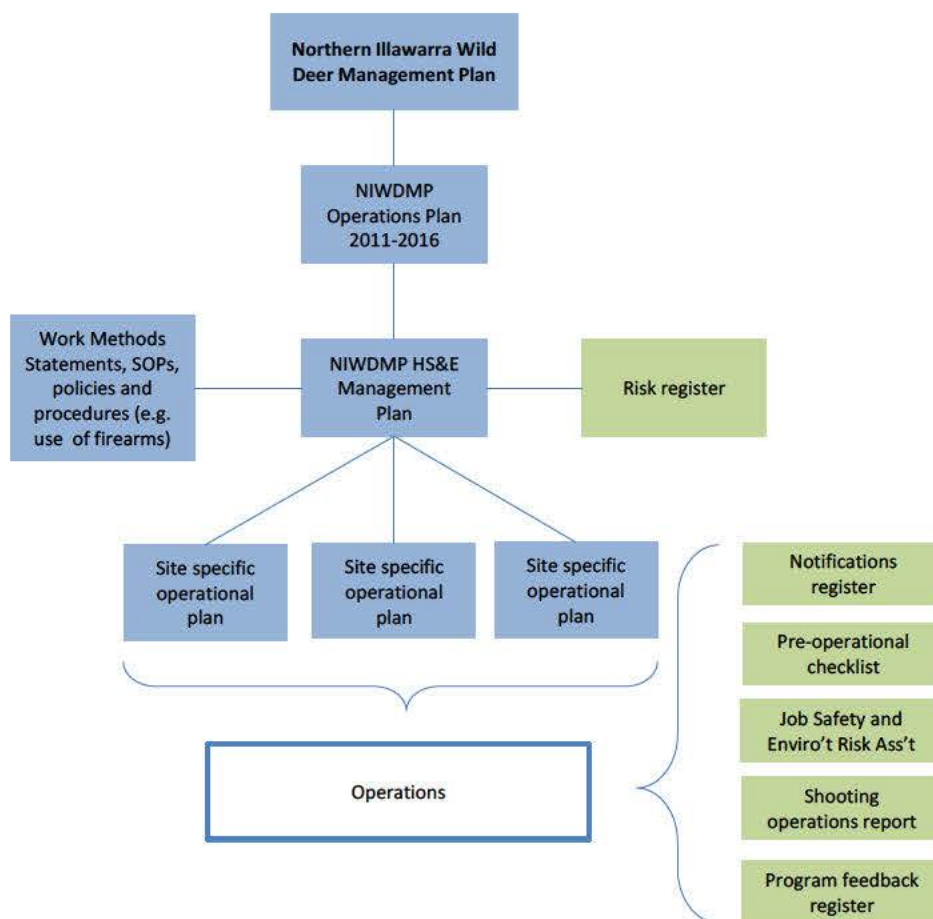 Northern Illawarra Wild
Deer Management Plan
NIWDMP
Operations Plan
2011-2016
Work Methods
Statements, SOPs,
policies and
procedures (e.g.
use of firearms)
NIWDMP HS&E
Management
Plan
Risk register
Site specific
operational
plan
Site specific
operational
plan
Site specific
operational
plan
Operations
Notifications
register
Pre-operational
checklist
Job Safety and
Enviro't Risk Ass't
Shooting
operations report
Program feedback
register